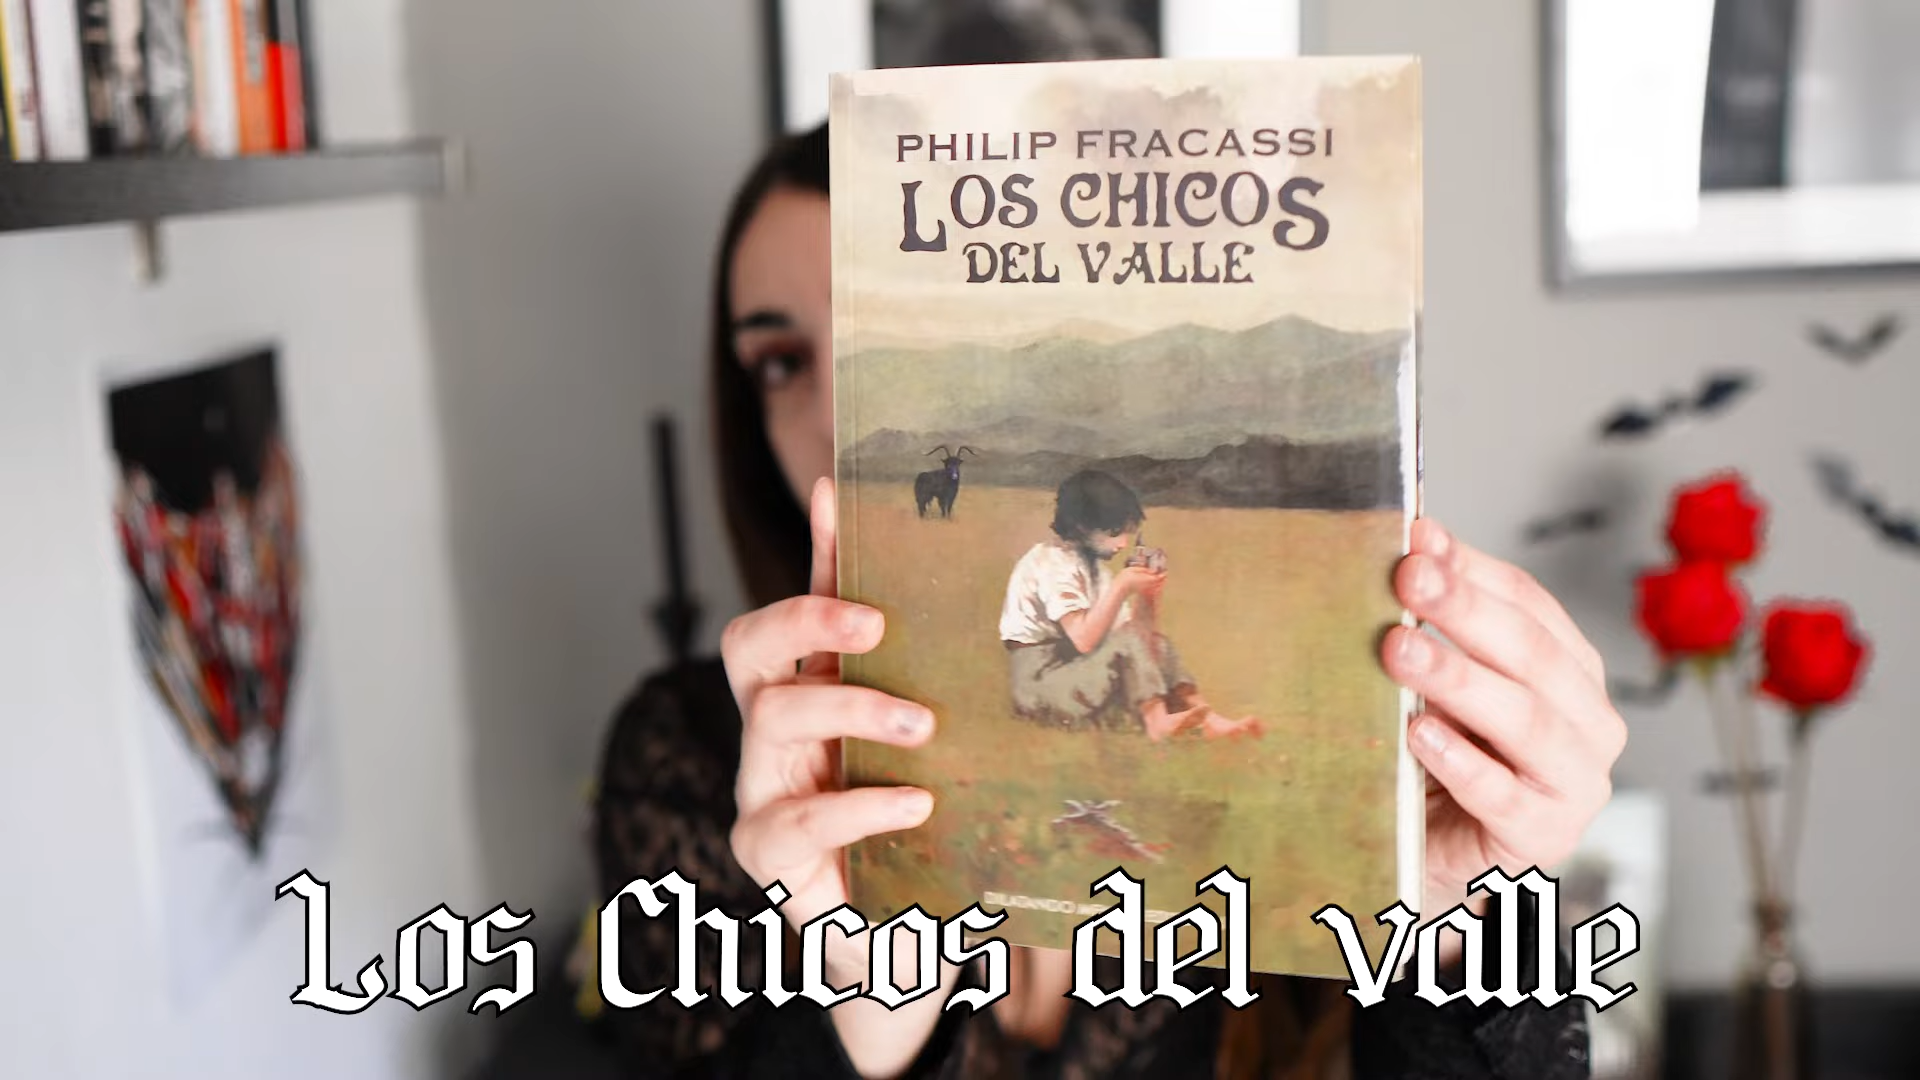 PHILIP FRACASSI
LOS CHICOS
DEL VALLE
Los Chicos del valle